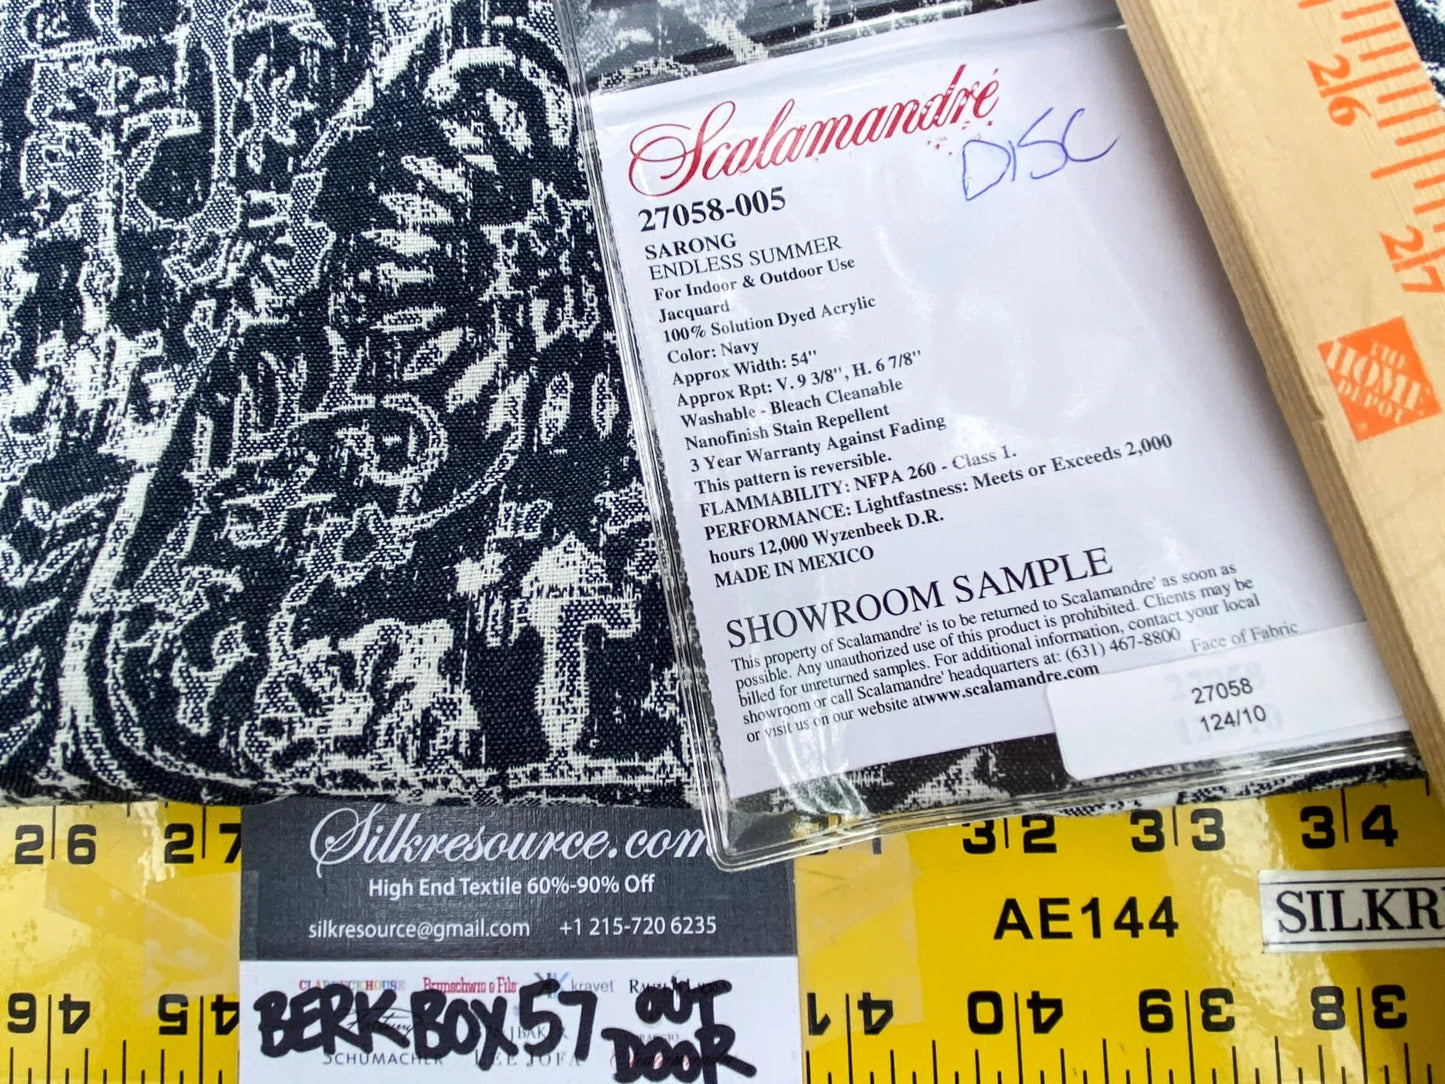 Scalamandré
DISC
27058-005
SARONG
ENDLESS SUMMER
For Indoor & Outdoor Use
Jacquard
100% Solution Dyed Acrylic
Color: Navy
Approx Width: 54"
Approx Rpt: V. 9 3/8", H. 6 7/8"
Washable - Bleach Cleanable
Nanofinish Stain Repellent
3 Year Warranty Against Fading
This pattern is reversible.
FLAMMABILITY: NFPA 260 - Class 1.
PERFORMANCE: Lightfastness: Meets or Exceeds 2,000
hours 12,000 Wyzenbeek D.R.
MADE IN MEXICO
SHOWROOM SAMPLE
This property of Scalamandre' is to be returned to Scalamandre' as soon as
possible. Any unauthorized use of this product is prohibited. Clients may be
billed for unreturned samples. For additional information, contact your local
showroom or call Scalamandre' headquarters at: (631) 467-8800
or visit us on our website atwww.scalamandre.com
Face of Fabric
27058
124/10
26
27
THE
HOME
DEPOT
26 27 32 33 34
Silkresource.com
High End Textile 60%-90% Off
silkresource@gmail.com +1 215-720 6235
AE144
SILKR
CLARENCE HOUSE Brunschwig & Fils kravet
BERK BOX 57 OUT
DOOR
SCHUMACHER LEE JOFA
46 45 41 40 39 38